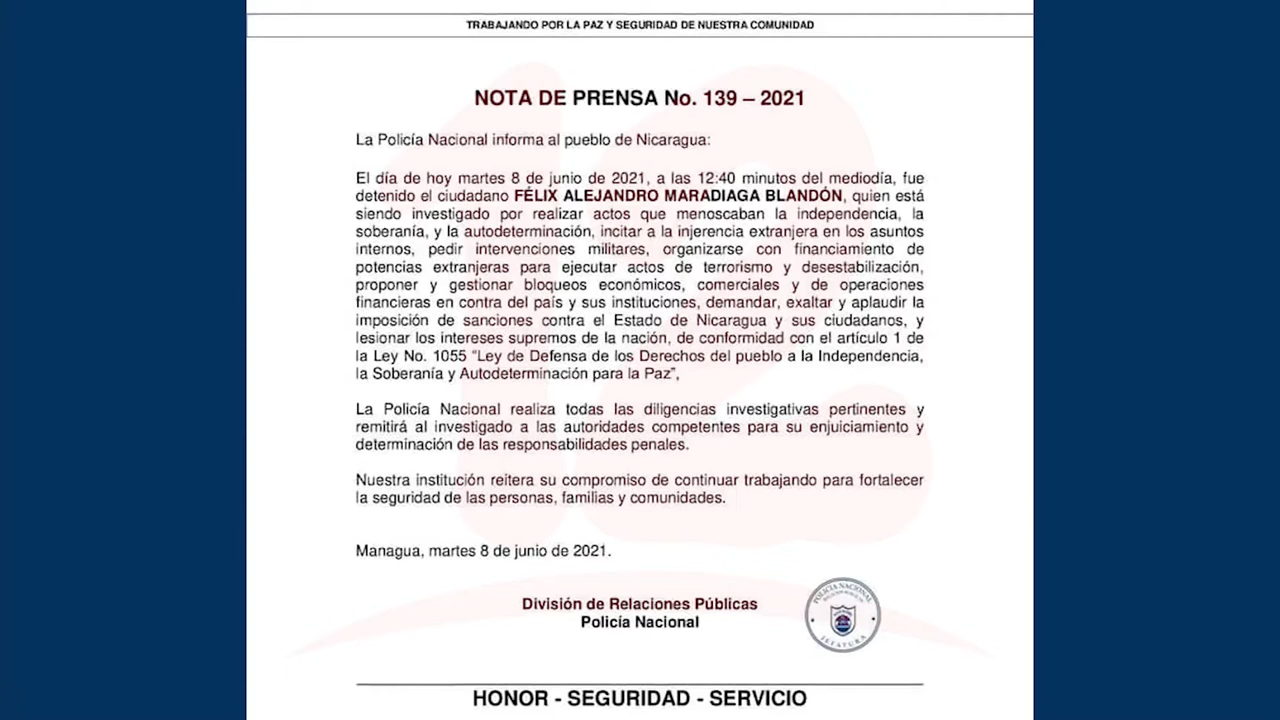 TRABAJANDO POR LA PAZ Y SEGURIDAD DE NUESTRA COMUNIDAD
NOTA DE PRENSA No. 139 – 2021
La Policía Nacional informa al pueblo de Nicaragua:
El día de hoy martes 8 de junio de 2021, a las 12:40 minutos del mediodía, fue
detenido el ciudadano FÉLIX ALEJANDRO MARADIAGA BLANDÓN, quien está
siendo investigado por realizar actos que menoscaban la independencia, la
soberanía, y la autodeterminación, incitar a la injerencia extranjera en los asuntos
internos, pedir intervenciones militares, organizarse con financiamiento de
potencias extranjeras para ejecutar actos de terrorismo y desestabilización,
proponer y gestionar bloqueos económicos, comerciales y de operaciones
financieras en contra del país y sus instituciones, demandar, exaltar y aplaudir la
imposición de sanciones contra el Estado de Nicaragua y sus ciudadanos, y
lesionar los intereses supremos de la nación, de conformidad con el artículo 1 de
la Ley No. 1055 “Ley de Defensa de los Derechos del pueblo a la Independencia,
la Soberanía y Autodeterminación para la Paz”,
La Policía Nacional realiza todas las diligencias investigativas pertinentes y
remitirá al investigado a las autoridades competentes para su enjuiciamiento y
determinación de las responsabilidades penales.
Nuestra institución reitera su compromiso de continuar trabajando para fortalecer
la seguridad de las personas, familias y comunidades.
Managua, martes 8 de junio de 2021.
División de Relaciones Públicas
Policía Nacional
POLICÍA NACIONAL
JEFATURA
HONOR - SEGURIDAD - SERVICIO
12